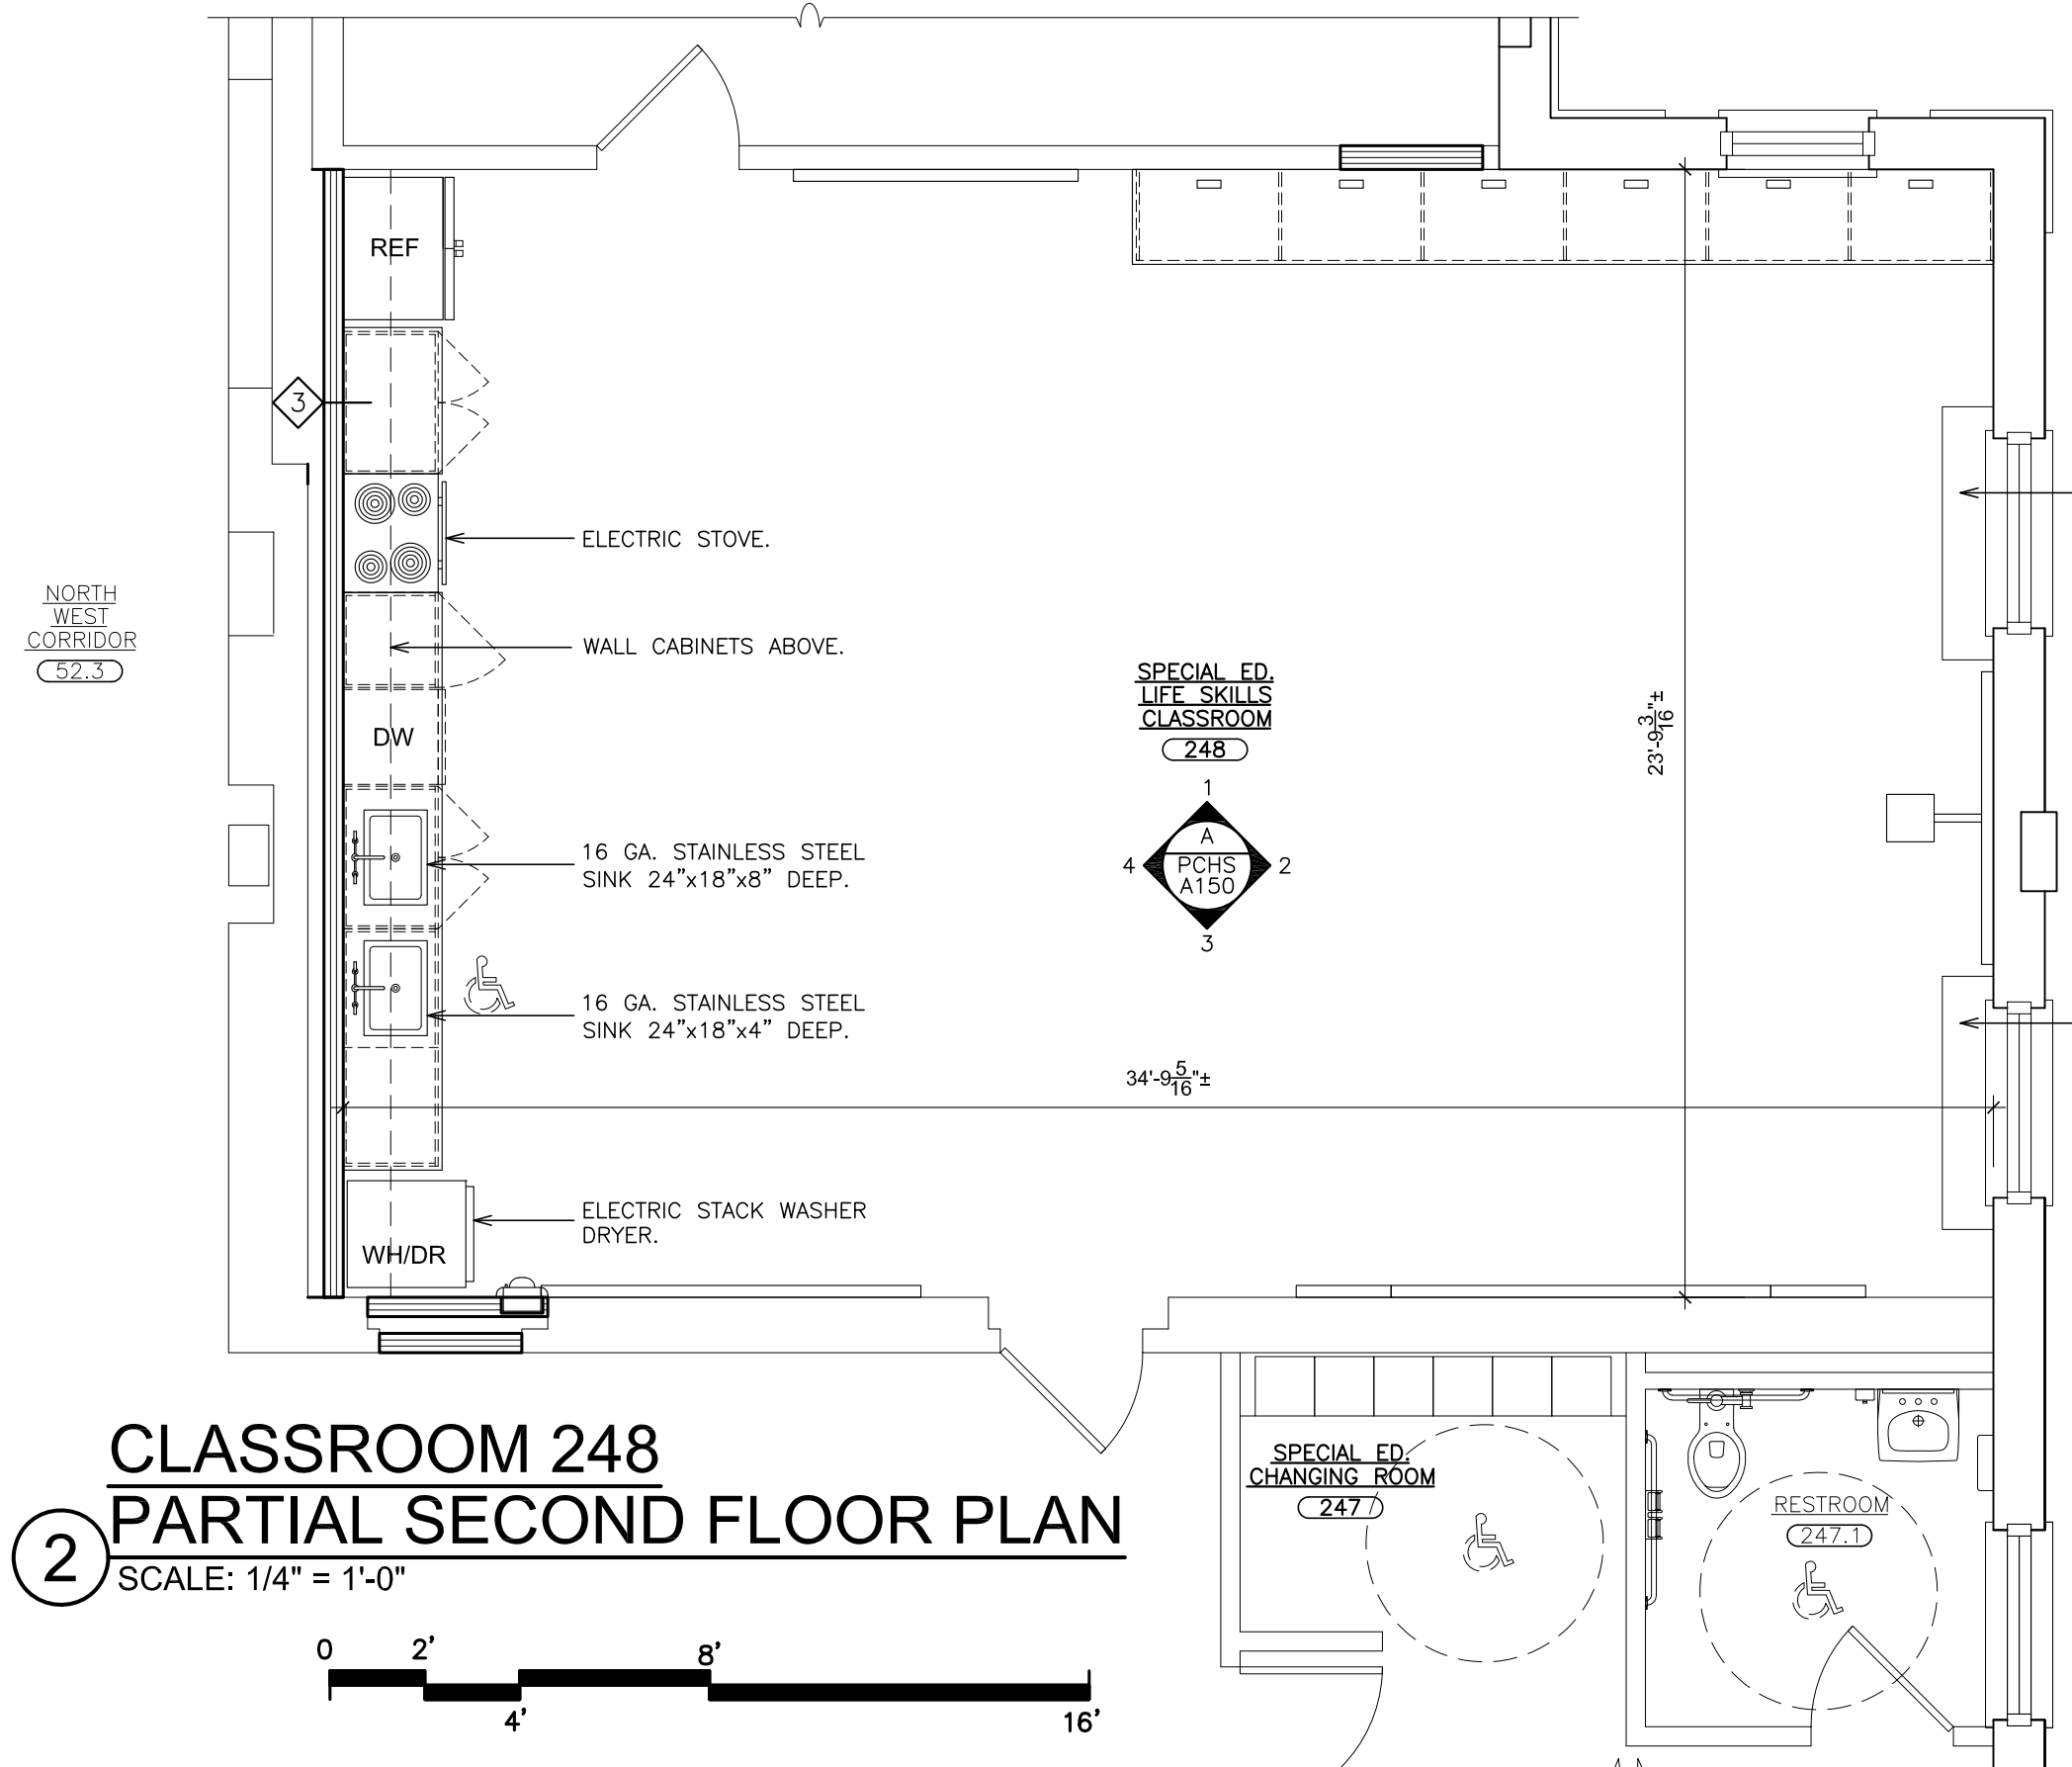 REF
3
ELECTRIC STOVE.
NORTH
WEST
CORRIDOR
52.3
WALL CABINETS ABOVE.
DW
SPECIAL ED.
LIFE SKILLS
CLASSROOM
248
23'-9 3/16"±
1
A
4
PCHS
2
A150
3
16 GA. STAINLESS STEEL
SINK 24"x18"x8" DEEP.
16 GA. STAINLESS STEEL
SINK 24"x18"x4" DEEP.
34'-9 5/16"±
ELECTRIC STACK WASHER
DRYER.
WH/DR
SPECIAL ED.
CHANGING ROOM
247
RESTROOM
247.1
CLASSROOM 248
2
PARTIAL SECOND FLOOR PLAN
SCALE: 1/4" = 1'-0"
0 2' 8'
4' 16'